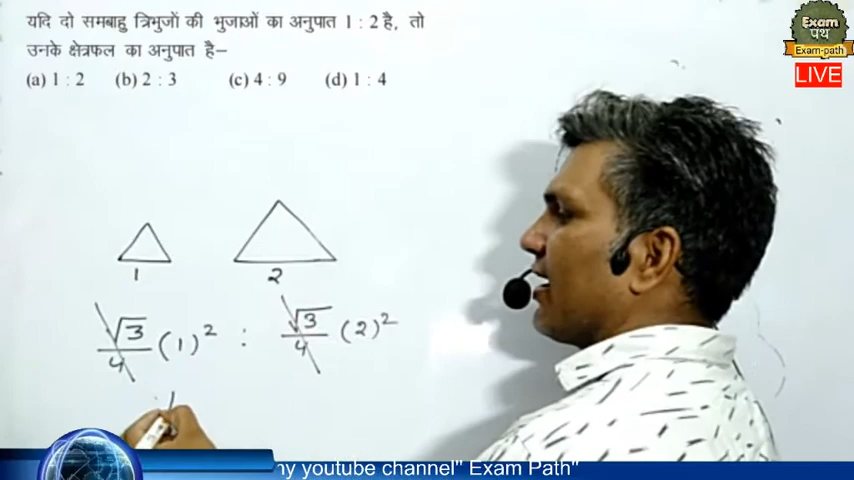 यदि दो समबाहु त्रिभुजों की भुजाओं का अनुपात 1 : 2 है, तो
उनके क्षेत्रफल का अनुपात है–
(a) 1 : 2 (b) 2 : 3 (c) 4 : 9 (d) 1 : 4
Exam
पथ
Exam-path
LIVE
1 2
√3/4 (1)² : √3/4 (2)²
1
my youtube channel" Exam Path"